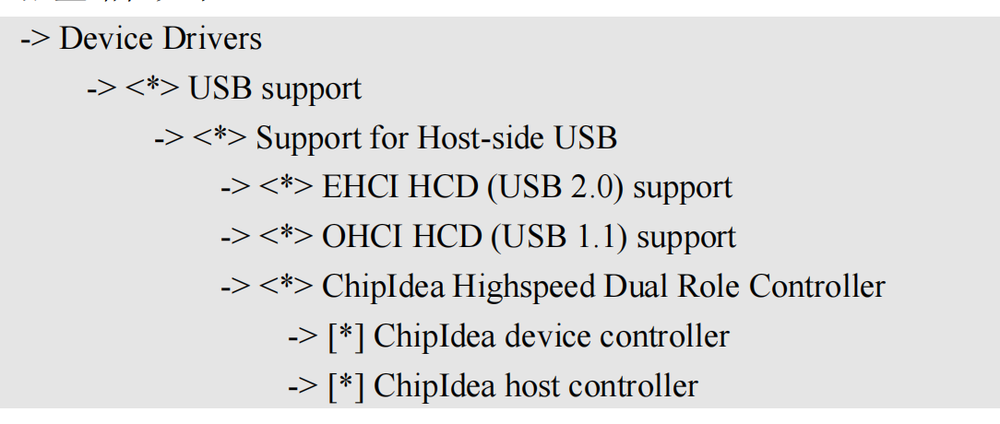 -> Device Drivers
-> <*> USB support
-> <*> Support for Host-side USB
-> <*> EHCI HCD (USB 2.0) support
-> <*> OHCI HCD (USB 1.1) support
-> <*> ChipIdea Highspeed Dual Role Controller
-> [*] ChipIdea device controller
-> [*] ChipIdea host controller